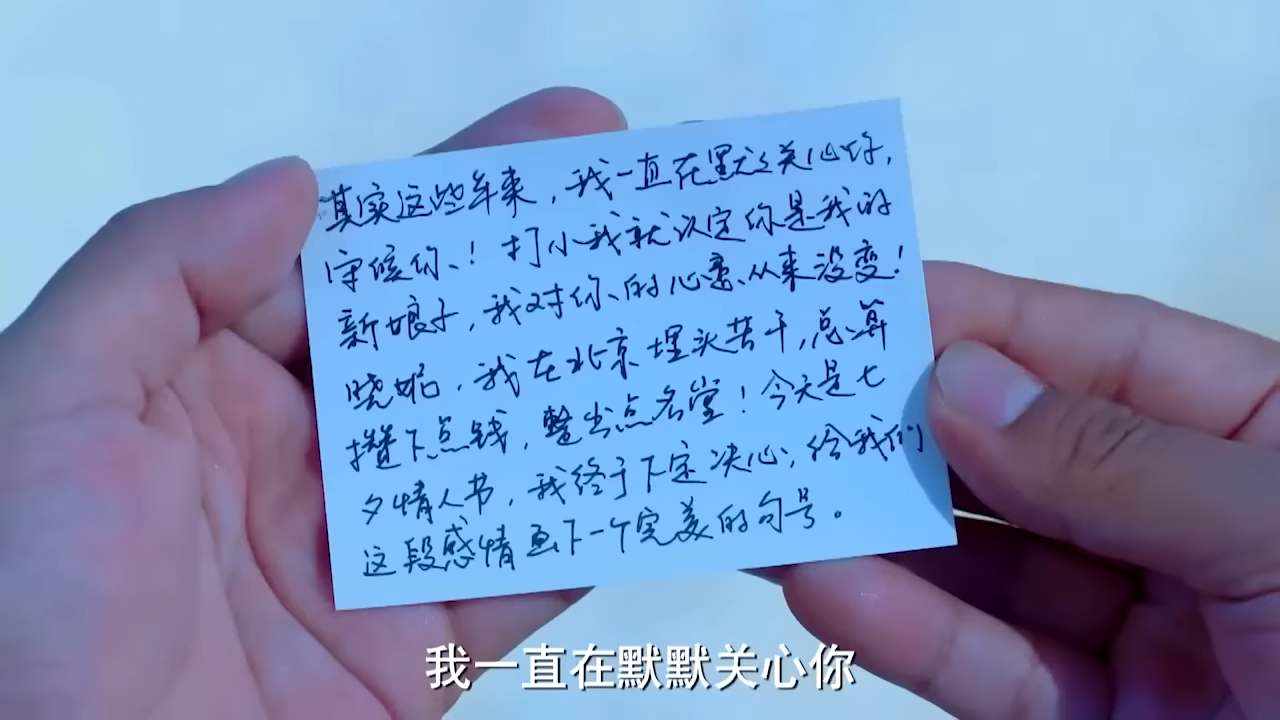 其实这些年来，我一直在默默关心你，
守候你！打小我就认定你是我的
新娘子，我对你的心意从来没变！
晓妮，我在北京埋头苦干，总算
攒下点钱，整出点名堂！今天是七
夕情人节，我终于下定决心，给我们
这段感情画下一个完美的句号。
我一直在默默关心你